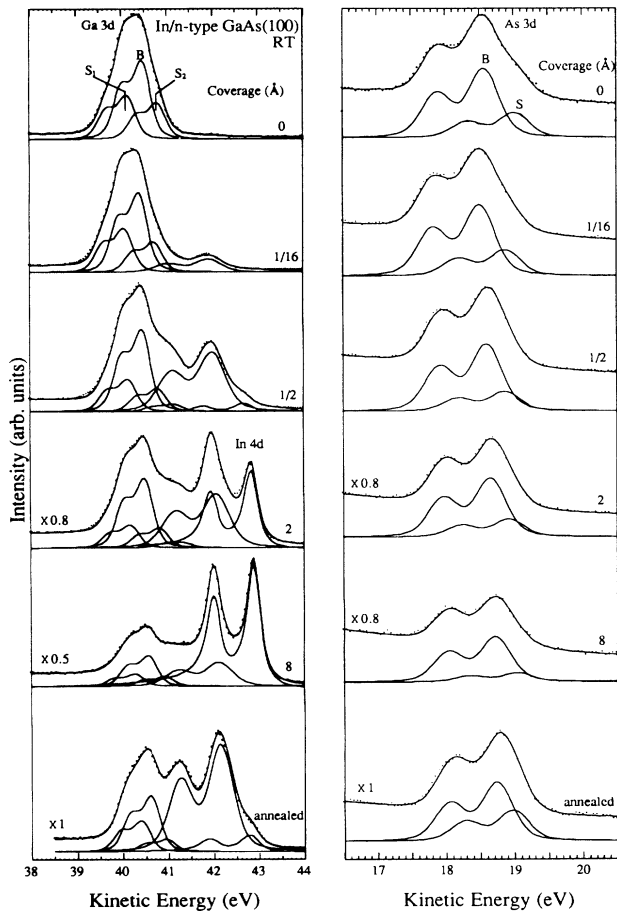 Ga 3d
In/n-type GaAs(100)
RT
S1
B
S2
Coverage (Å)
0
1/16
1/2
In 4d
x 0.8
2
x 0.5
8
x 1
annealed
38 39 40 41 42 43 44
Kinetic Energy (eV)
Intensity (arb. units)
As 3d
Coverage (Å)
B
0
S
1/16
1/2
x 0.8
2
x 0.8
8
x 1
annealed
17 18 19 20
Kinetic Energy (eV)